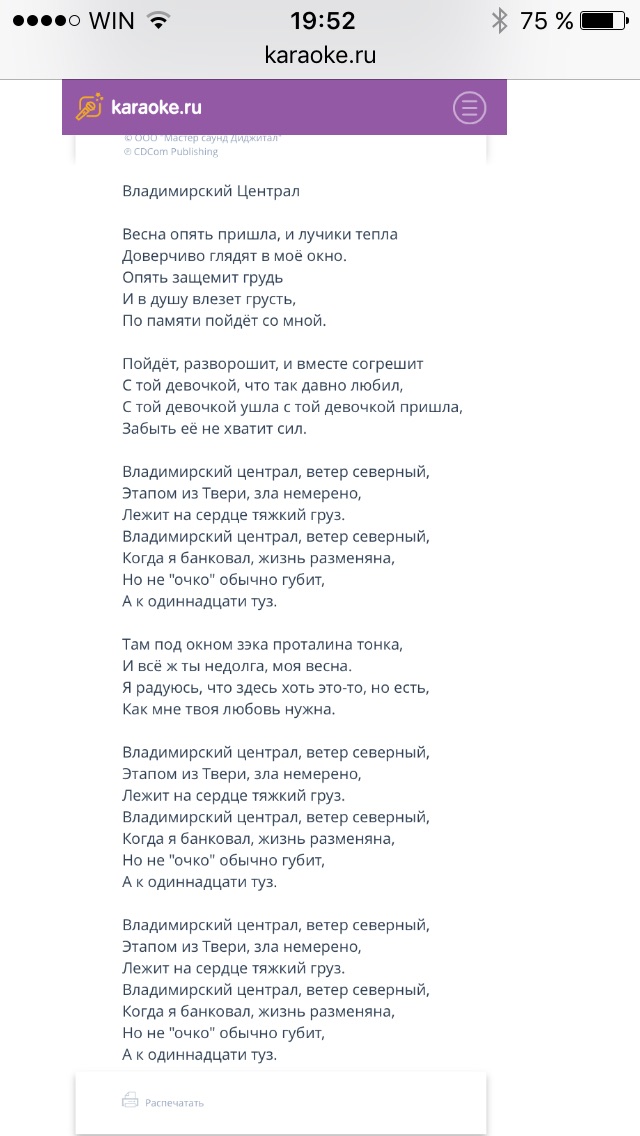 WIN 19:52 75 %
karaoke.ru
karaoke.ru
© ООО "Мастер саунд Диджитал"
℗ CDCom Publishing
Владимирский Централ
Весна опять пришла, и лучики тепла
Доверчиво глядят в моё окно.
Опять защемит грудь
И в душу влезет грусть,
По памяти пойдёт со мной.
Пойдёт, разворошит, и вместе согрешит
С той девочкой, что так давно любил,
С той девочкой ушла с той девочкой пришла,
Забыть её не хватит сил.
Владимирский централ, ветер северный,
Этапом из Твери, зла немерено,
Лежит на сердце тяжкий груз.
Владимирский централ, ветер северный,
Когда я банковал, жизнь разменяна,
Но не "очко" обычно губит,
А к одиннадцати туз.
Там под окном зэка проталина тонка,
И всё ж ты недолга, моя весна.
Я радуюсь, что здесь хоть это-то, но есть,
Как мне твоя любовь нужна.
Владимирский централ, ветер северный,
Этапом из Твери, зла немерено,
Лежит на сердце тяжкий груз.
Владимирский централ, ветер северный,
Когда я банковал, жизнь разменяна,
Но не "очко" обычно губит,
А к одиннадцати туз.
Владимирский централ, ветер северный,
Этапом из Твери, зла немерено,
Лежит на сердце тяжкий груз.
Владимирский централ, ветер северный,
Когда я банковал, жизнь разменяна,
Но не "очко" обычно губит,
А к одиннадцати туз.
Распечатать